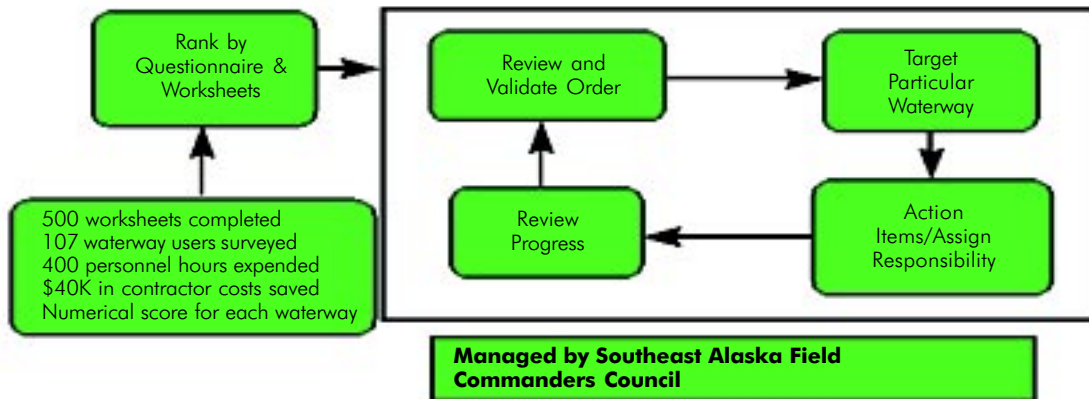 Rank by
Questionnaire &
Worksheets
Review and
Validate Order
Target
Particular
Waterway
500 worksheets completed
107 waterway users surveyed
400 personnel hours expended
$40K in contractor costs saved
Numerical score for each waterway
Review
Progress
Action
Items/Assign
Responsibility
Managed by Southeast Alaska Field
Commanders Council